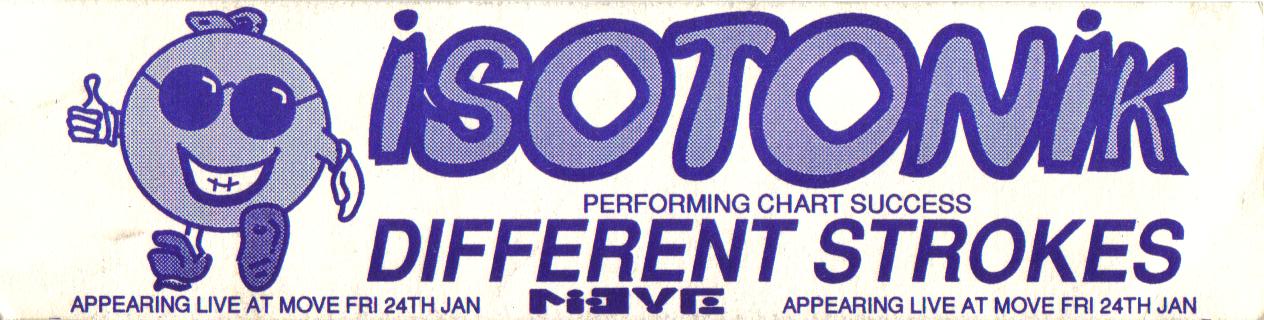 iSOTONiK
PERFORMING CHART SUCCESS
DIFFERENT STROKES
APPEARING LIVE AT MOVE FRI 24TH JAN
MOVE
APPEARING LIVE AT MOVE FRI 24TH JAN